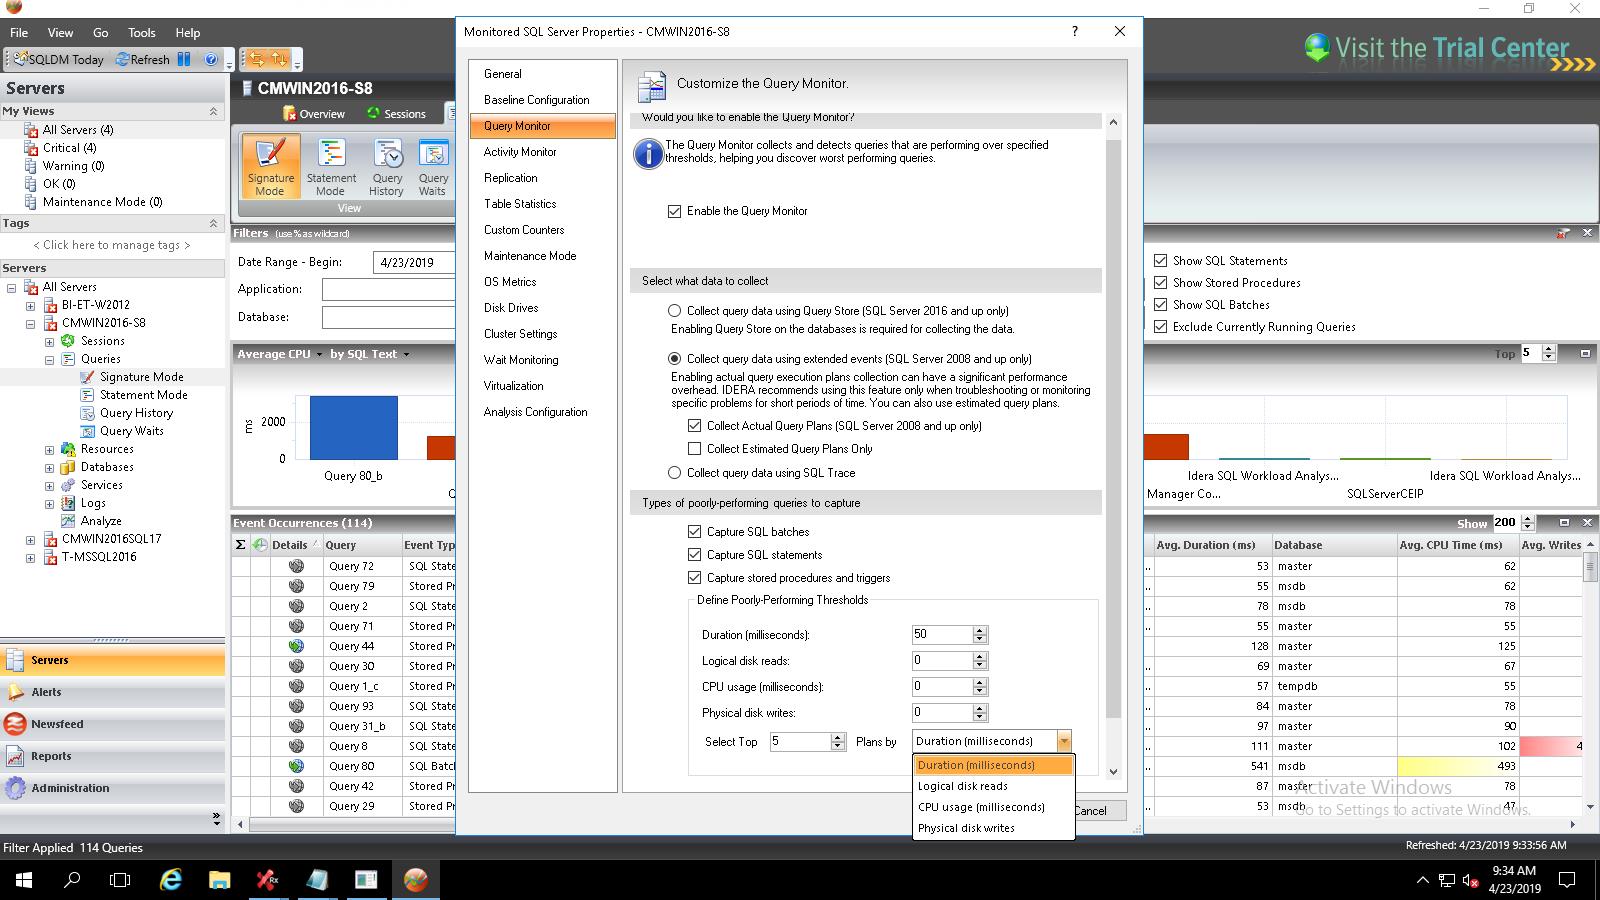 File View Go Tools Help
SQLDM Today Refresh
Visit the Trial Center
Servers
My Views
All Servers (4)
Critical (4)
Warning (0)
OK (0)
Maintenance Mode (0)
Tags
< Click here to manage tags >
Servers
All Servers
BI-ET-W2012
CMWIN2016-S8
Sessions
Queries
Signature Mode
Statement Mode
Query History
Query Waits
Resources
Databases
Services
Logs
Analyze
CMWIN2016SQL17
T-MSSQL2016
Servers
Alerts
Newsfeed
Reports
Administration
Filter Applied 114 Queries
CMWIN2016-S8
Overview Sessions
Signature Mode
Statement Mode
Query History
Query Waits
View
Filters (use % as wildcard)
Date Range - Begin: 4/23/2019
Application:
Database:
Average CPU by SQL Text
ms
2000
0
Query 80_b
Event Occurrences (114)
Σ Details Query Event Typ
Query 72 SQL State
Query 79 Stored Pr
Query 2 SQL State
Query 71 Stored Pr
Query 44 Stored Pr
Query 30 Stored Pr
Query 1_c Stored Pr
Query 93 Stored Pr
Query 31_b SQL State
Query 8 SQL State
Query 80 SQL Batc
Query 42 Stored Pr
Query 29 Stored Pr
Monitored SQL Server Properties - CMWIN2016-S8
?
General
Baseline Configuration
Query Monitor
Activity Monitor
Replication
Table Statistics
Custom Counters
Maintenance Mode
OS Metrics
Disk Drives
Cluster Settings
Wait Monitoring
Virtualization
Analysis Configuration
Customize the Query Monitor.
Would you like to enable the Query Monitor?
The Query Monitor collects and detects queries that are performing over specified
thresholds, helping you discover worst performing queries.
Enable the Query Monitor
Select what data to collect
Collect query data using Query Store (SQL Server 2016 and up only)
Enabling Query Store on the databases is required for collecting the data.
Collect query data using extended events (SQL Server 2008 and up only)
Enabling actual query execution plans collection can have a significant performance
overhead. IDERA recommends using this feature only when troubleshooting or monitoring
specific problems for short periods of time. You can also use estimated query plans.
Collect Actual Query Plans (SQL Server 2008 and up only)
Collect Estimated Query Plans Only
Collect query data using SQL Trace
Types of poorly-performing queries to capture
Capture SQL batches
Capture SQL statements
Capture stored procedures and triggers
Define Poorly-Performing Thresholds
Duration (milliseconds): 50
Logical disk reads: 0
CPU usage (milliseconds): 0
Physical disk writes: 0
Select Top 5 Plans by Duration (milliseconds)
Duration (milliseconds)
Logical disk reads
CPU usage (milliseconds)
Physical disk writes
Cancel
Show SQL Statements
Show Stored Procedures
Show SQL Batches
Exclude Currently Running Queries
Top 5
Idera SQL Workload Analys... Idera SQL Workload Analys...
Manager Co... SQLServerCEIP
Show 200
Avg. Duration (ms) Database Avg. CPU Time (ms) Avg. Writes
53 master 62
55 msdb 62
78 msdb 78
55 master 55
128 master 125
69 master 67
57 tempdb 55
84 master 78
97 master 90
111 master 102 4
541 msdb 493
87 master 78
53 msdb 47
Activate Windows
Go to Settings to activate Windows.
Refreshed: 4/23/2019 9:33:56 AM
9:34 AM
4/23/2019